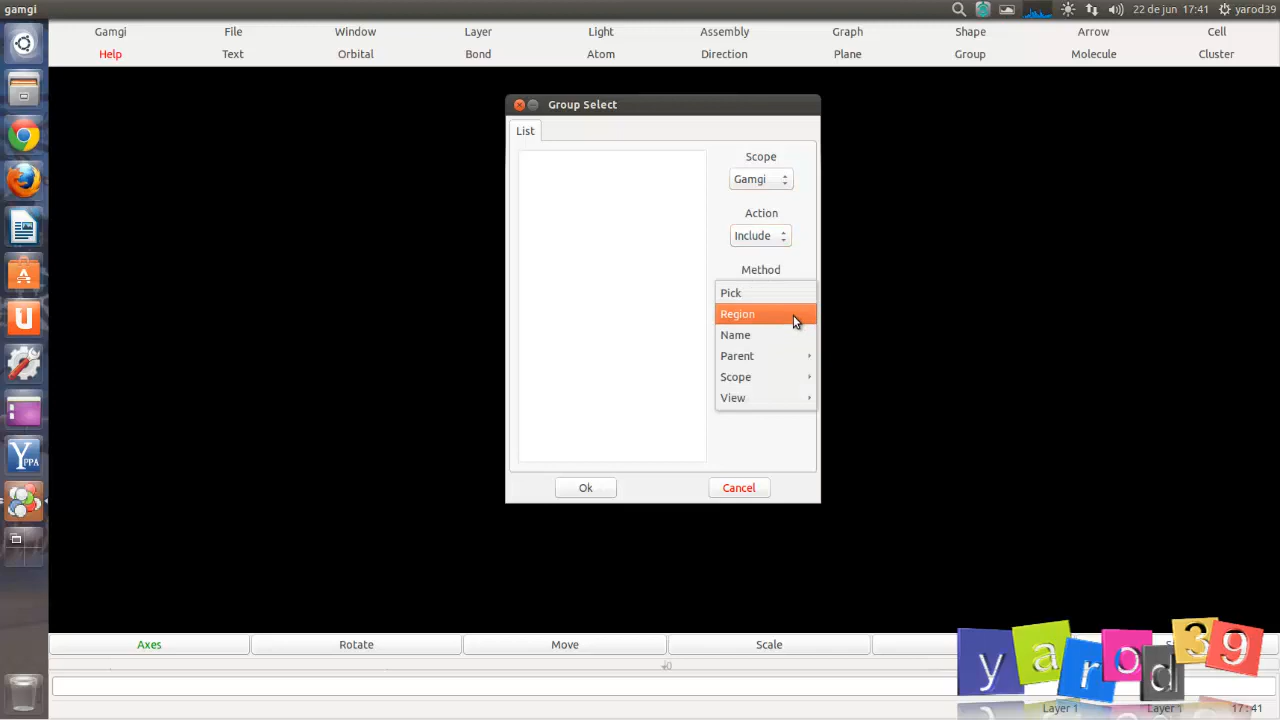 gamgi
22 de jun 17:41 yarod39
Gamgi File Window Layer Light Assembly Graph Shape Arrow Cell
Help Text Orbital Bond Atom Direction Plane Group Molecule Cluster
Group Select
List
Scope
Gamgi
Action
Include
Method
Pick
Region
Name
Parent
Scope
View
Ok Cancel
Axes Rotate Move Scale
yarod39
Layer 1 Layer 1 17:41